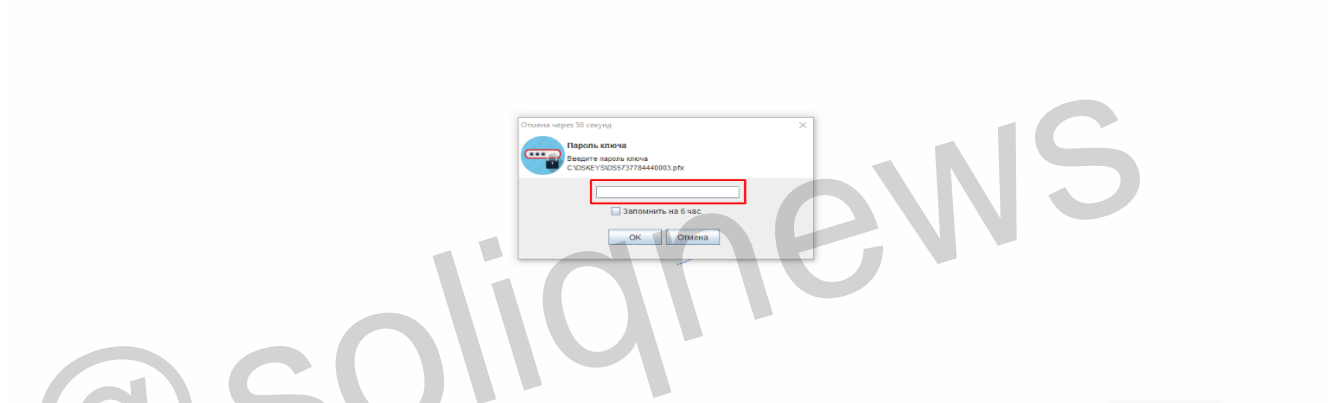 Отмена через 58 секунд
Пароль ключа
Введите пароль ключа
C:\DSKEYS\DS5737784440003.pfx
Запомнить на 6 час
OK
Отмена
@soliqnews